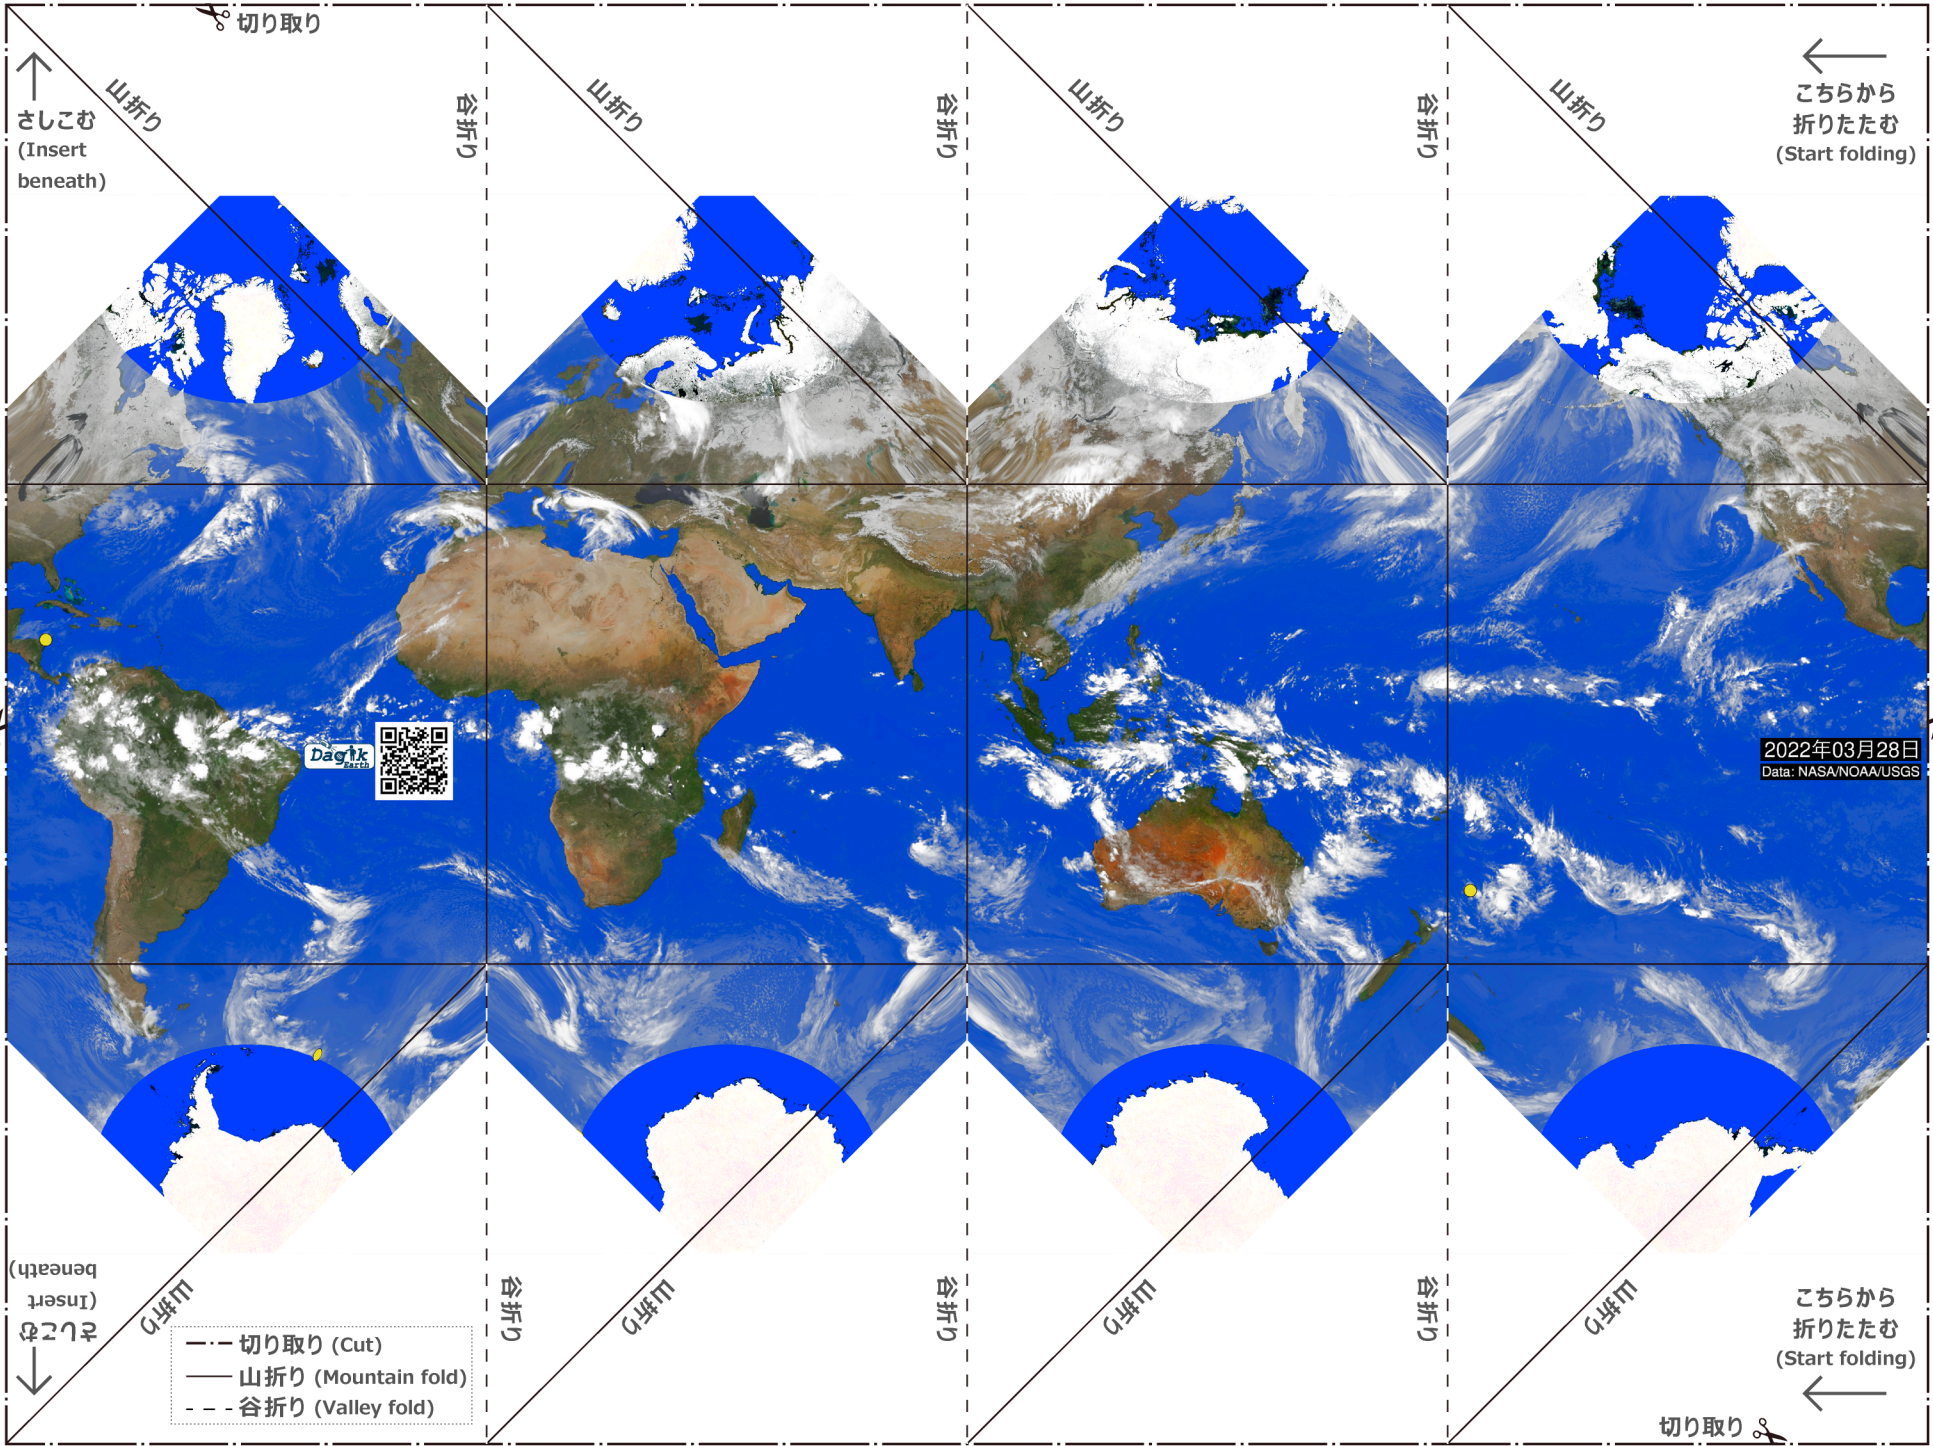 切り取り
山折り
谷折り
山折り
谷折り
山折り
谷折り
山折り
さしこむ
(Insert
beneath)
こちらから
折りたたむ
(Start folding)
Dagik
Earth
2022年03月28日
Data: NASA/NOAA/USGS
さしこむ
(Insert
beneath)
山折り
谷折り
山折り
谷折り
山折り
谷折り
山折り
切り取り (Cut)
山折り (Mountain fold)
谷折り (Valley fold)
こちらから
折りたたむ
(Start folding)
切り取り